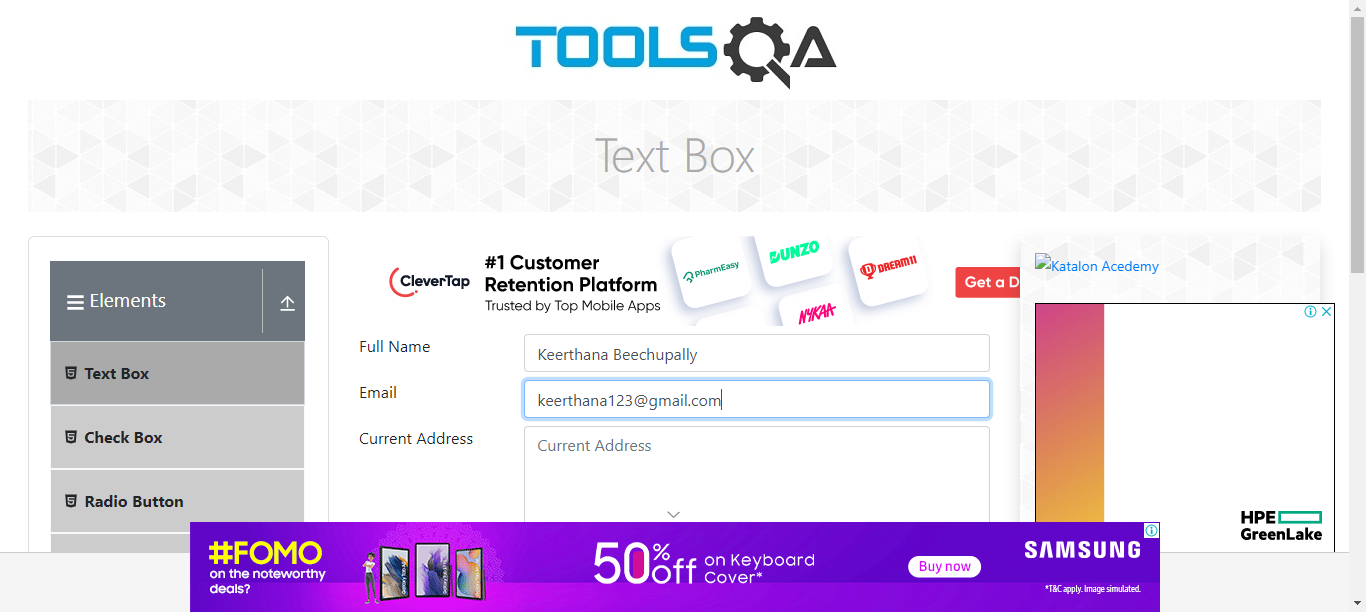 TOOLSQA
Text Box
Elements
Text Box
Check Box
Radio Button
CleverTap
#1 Customer
Retention Platform
Trusted by Top Mobile Apps
PharmEasy
DUNZO
DREAM11
NYKAA
Get a D
Full Name
Keerthana Beechupally
Email
keerthana123@gmail.com
Current Address
Current Address
Katalon Acedemy
HPE
GreenLake
#FOMO
on the noteworthy
deals?
50% off
on Keyboard
Cover*
Buy now
SAMSUNG
*T&C apply. Image simulated.